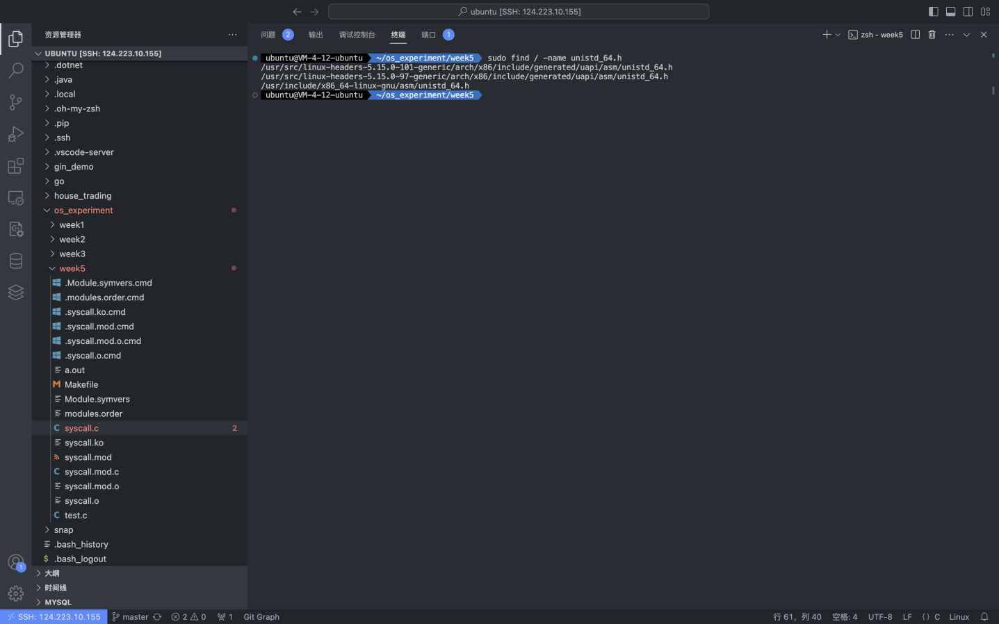 ubuntu [SSH: 124.223.10.155]
资源管理器
问题 2 输出 调试控制台 终端 端口 1
zsh - week5
UBUNTU [SSH: 124.223.10.155]
.dotnet
.java
.local
.oh-my-zsh
.pip
.ssh
.vscode-server
gin_demo
go
house_trading
os_experiment
week1
week2
week3
week5
.Module.symvers.cmd
.modules.order.cmd
.syscall.ko.cmd
.syscall.mod.cmd
.syscall.mod.o.cmd
.syscall.o.cmd
a.out
Makefile
Module.symvers
modules.order
syscall.c 2
syscall.ko
syscall.mod
syscall.mod.c
syscall.mod.o
syscall.o
test.c
snap
.bash_history
.bash_logout
大纲
时间线
MYSQL
ubuntu@VM-4-12-ubuntu ~/os_experiment/week5 sudo find / -name unistd_64.h
/usr/src/linux-headers-5.15.0-101-generic/arch/x86/include/generated/uapi/asm/unistd_64.h
/usr/src/linux-headers-5.15.0-97-generic/arch/x86/include/generated/uapi/asm/unistd_64.h
/usr/include/x86_64-linux-gnu/asm/unistd_64.h
ubuntu@VM-4-12-ubuntu ~/os_experiment/week5
1
SSH: 124.223.10.155 master 2 0 1 Git Graph
行 61，列 40 空格: 4 UTF-8 LF {} C Linux